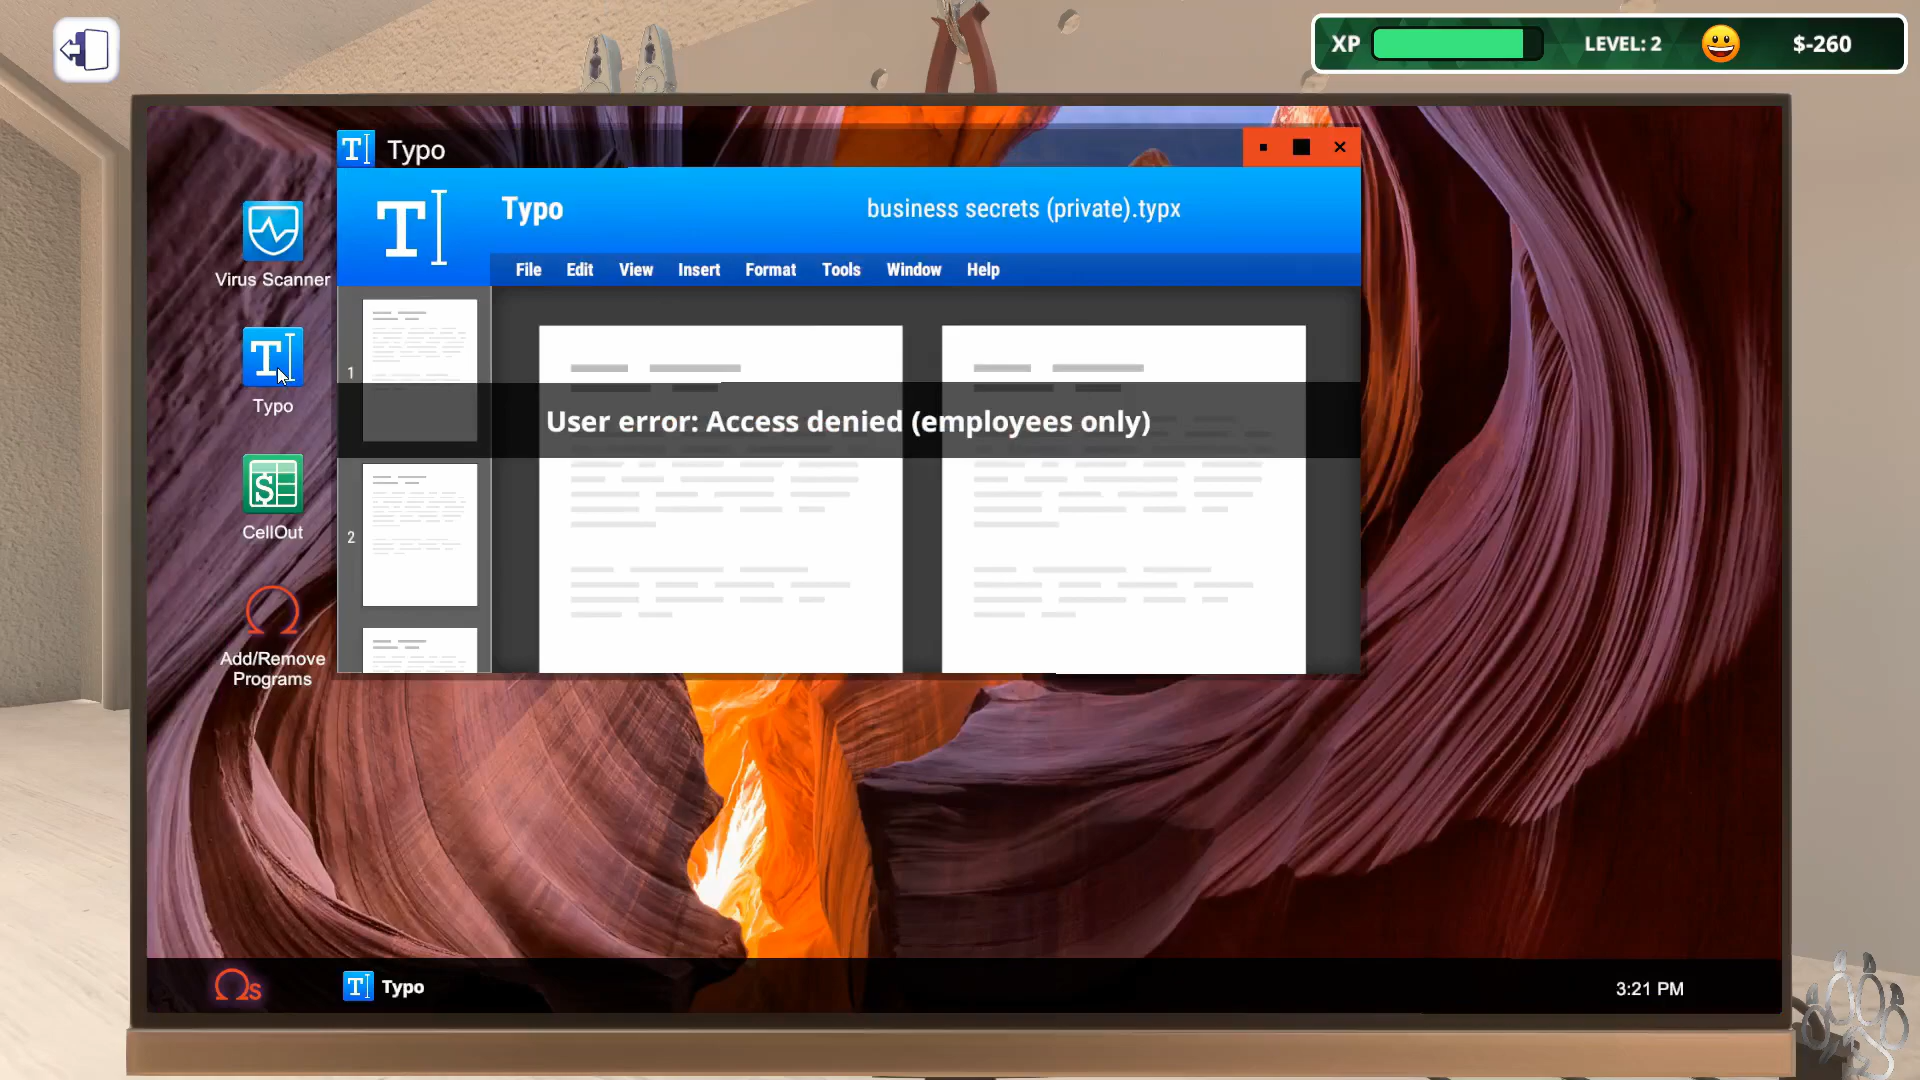 XP
LEVEL: 2
$-260
T Typo
T
Typo
business secrets (private).typx
File Edit View Insert Format Tools Window Help
Virus Scanner
T
Typo
1
User error: Access denied (employees only)
$
CellOut
2
Add/Remove
Programs
Ωs
T Typo
3:21 PM